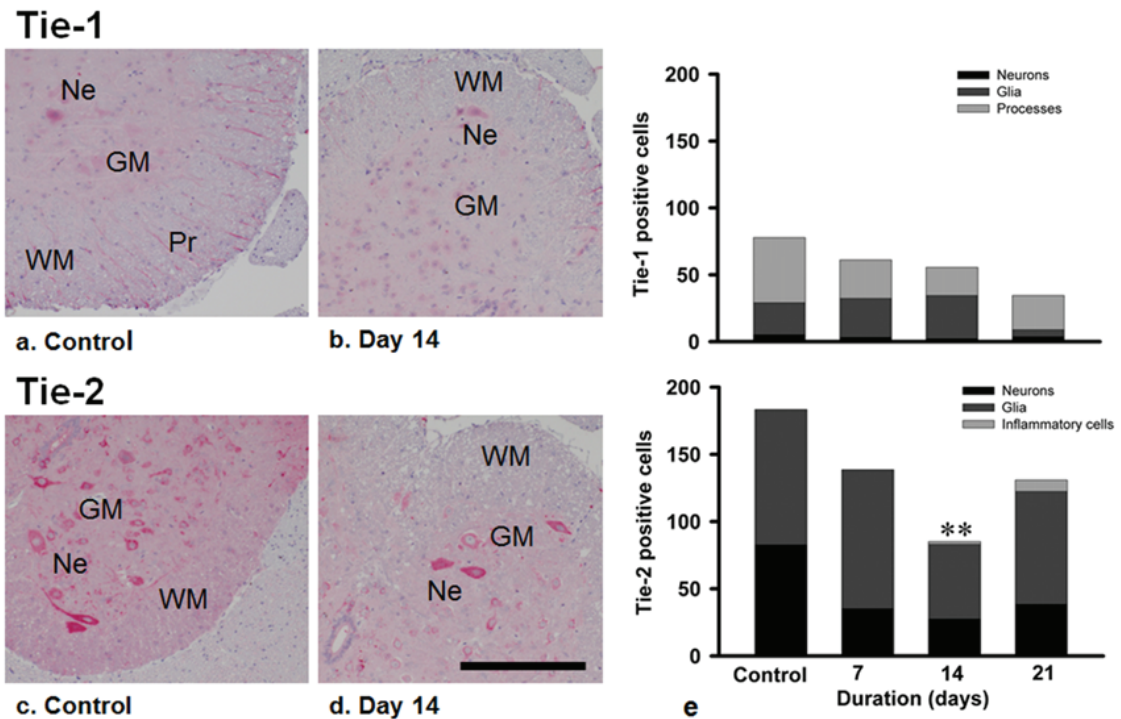 Tie-1
Ne
GM
WM
Pr
a. Control
WM
Ne
GM
b. Day 14
Tie-2
GM
Ne
WM
c. Control
WM
GM
Ne
d. Day 14
Tie-1 positive cells
200
150
100
50
0
Neurons
Glia
Processes
Tie-2 positive cells
200
150
100
50
0
Neurons
Glia
Inflammatory cells
**
Control 7 14 21
Duration (days)
e